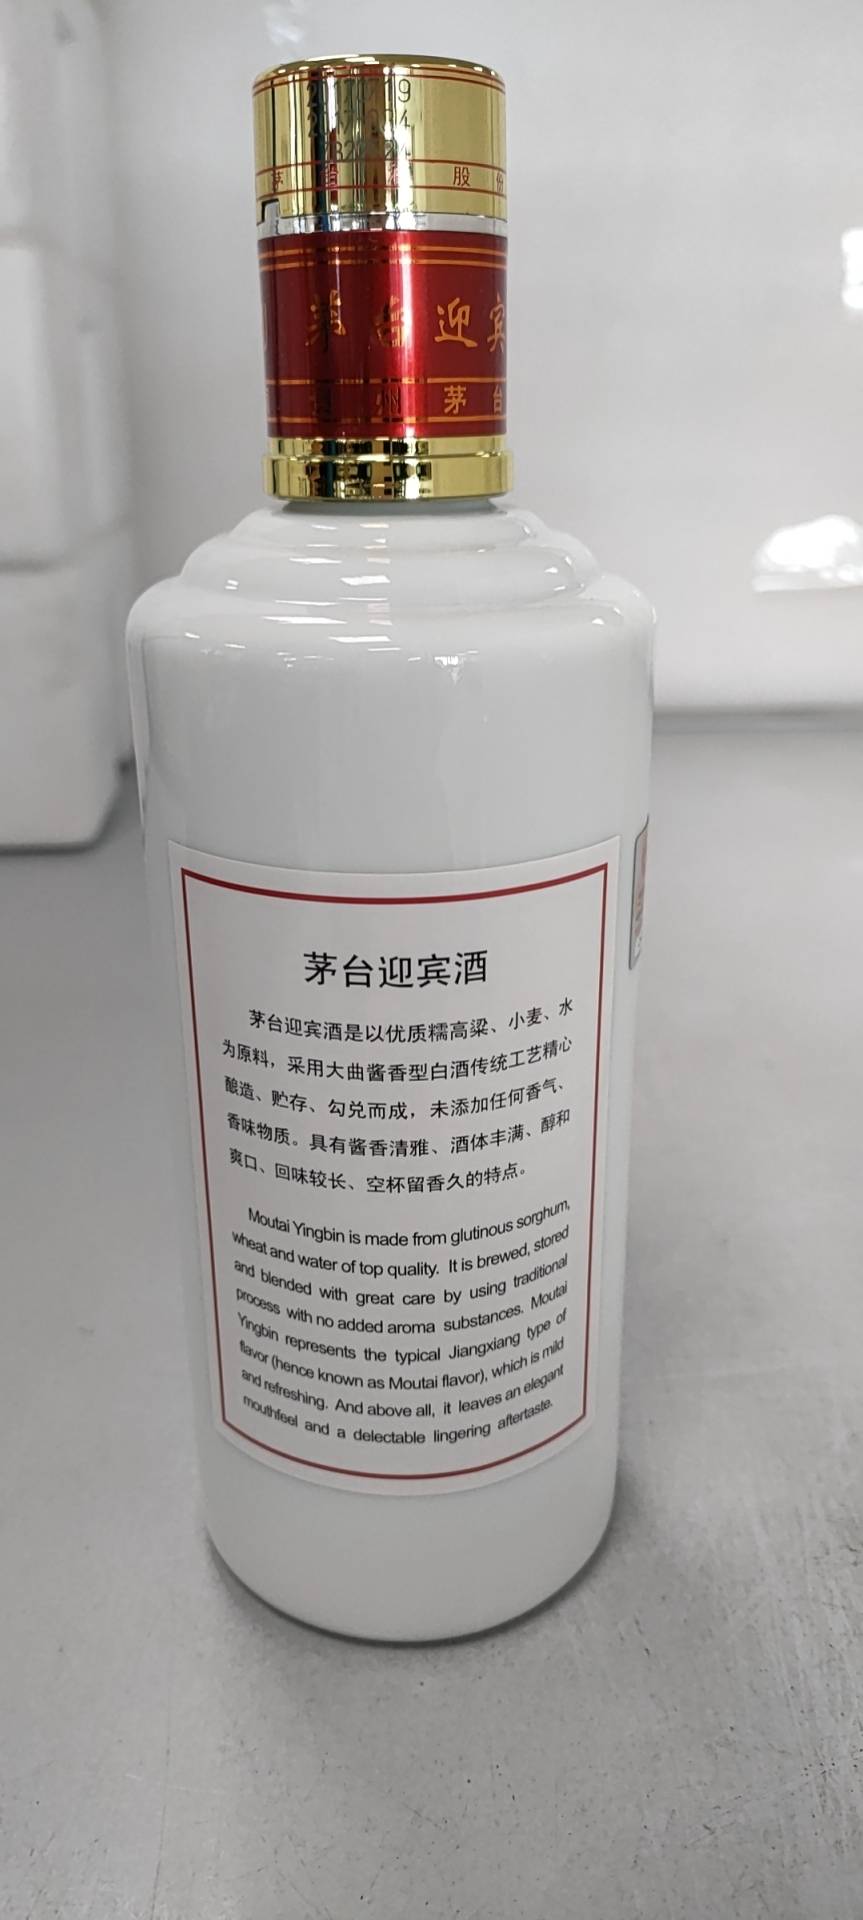 茅台酒股份
茅台迎宾
贵州茅台
茅台迎宾酒
茅台迎宾酒是以优质糯高粱、小麦、水
为原料，采用大曲酱香型白酒传统工艺精心
酿造、贮存、勾兑而成，未添加任何香气、
香味物质。具有酱香清雅、酒体丰满、醇和
爽口、回味较长、空杯留香久的特点。
Moutai Yingbin is made from glutinous sorghum,
wheat and water of top quality. It is brewed, stored
and blended with great care by using traditional
process with no added aroma substances. Moutai
Yingbin represents the typical Jiangxiang type of
flavor (hence known as Moutai flavor), which is mild
and refreshing. And above all, it leaves an elegant
mouthfeel and a delectable lingering aftertaste.